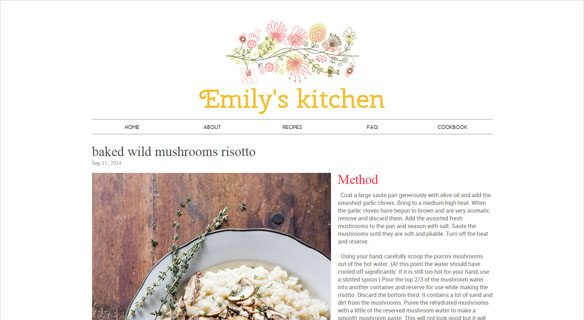 Emily's kitchen
HOME ABOUT RECIPES FAQ COOKBOOK
baked wild mushrooms risotto
Sep 15, 2014
Method
Coat a large saute pan generously with olive oil and add the
smashed garlic cloves. Bring to a medium-high heat. When
the garlic cloves have begun to brown and are very aromatic
remove and discard them. Add the assorted fresh
mushrooms to the pan and season with salt. Saute the
mushrooms until they are soft and pliable. Turn off the heat
and reserve.
Using your hand, carefully scoop the porcini mushrooms
out of the hot water. (At this point the water should have
cooled off significantly. If it is still too hot for your hand, use
a slotted spoon.) Pour the top 2/3 of the mushroom water
into another container and reserve for use while making the
risotto. Discard the bottom third. It contains a lot of sand and
dirt from the mushrooms. Puree the rehydrated mushrooms
with a little of the reserved mushroom water to make a
smooth mushroom paste. This will not look good but it will